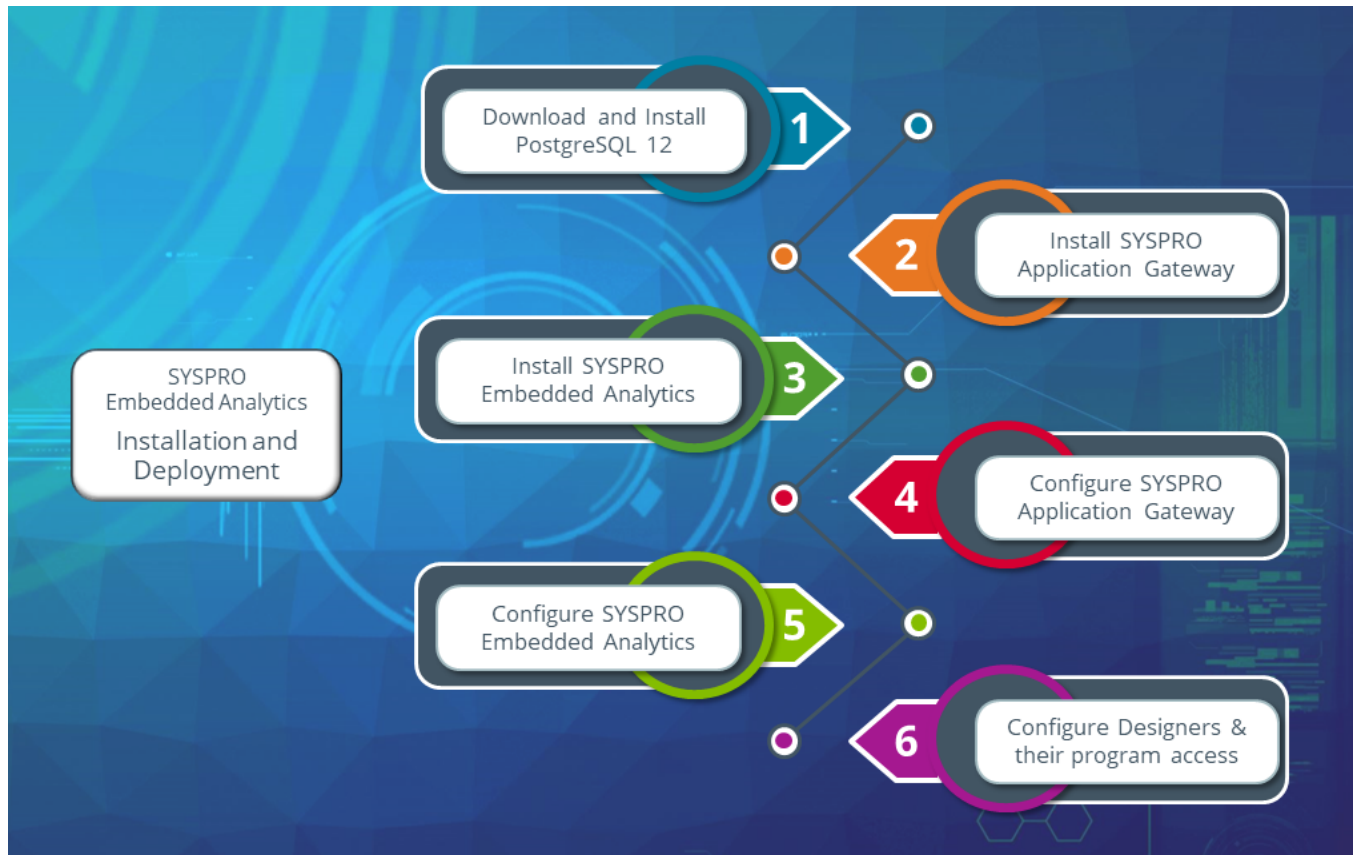 SYSPRO
Embedded Analytics
Installation and
Deployment
Download and Install
PostgreSQL 12
1
2
Install SYSPRO
Application Gateway
Install SYSPRO
Embedded Analytics
3
4
Configure SYSPRO
Application Gateway
Configure SYSPRO
Embedded Analytics
5
6
Configure Designers &
their program access